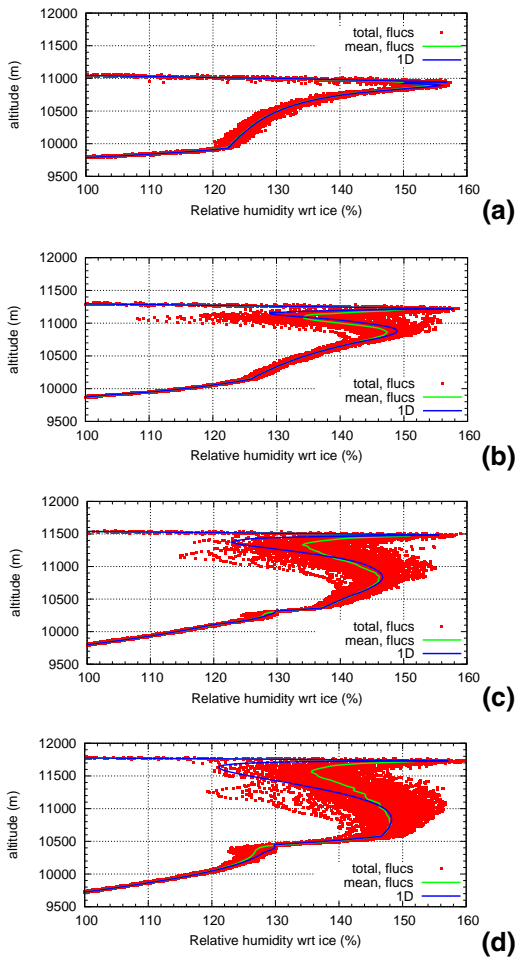 12000
11500
11000
10500
10000
9500
altitude (m)
total, flucs
mean, flucs
1D
100 110 120 130 140 150 160
Relative humidity wrt ice (%)
(a)
12000
11500
11000
10500
10000
9500
altitude (m)
total, flucs
mean, flucs
1D
100 110 120 130 140 150 160
Relative humidity wrt ice (%)
(b)
12000
11500
11000
10500
10000
9500
altitude (m)
total, flucs
mean, flucs
1D
100 110 120 130 140 150 160
Relative humidity wrt ice (%)
(c)
12000
11500
11000
10500
10000
9500
altitude (m)
total, flucs
mean, flucs
1D
100 110 120 130 140 150 160
Relative humidity wrt ice (%)
(d)